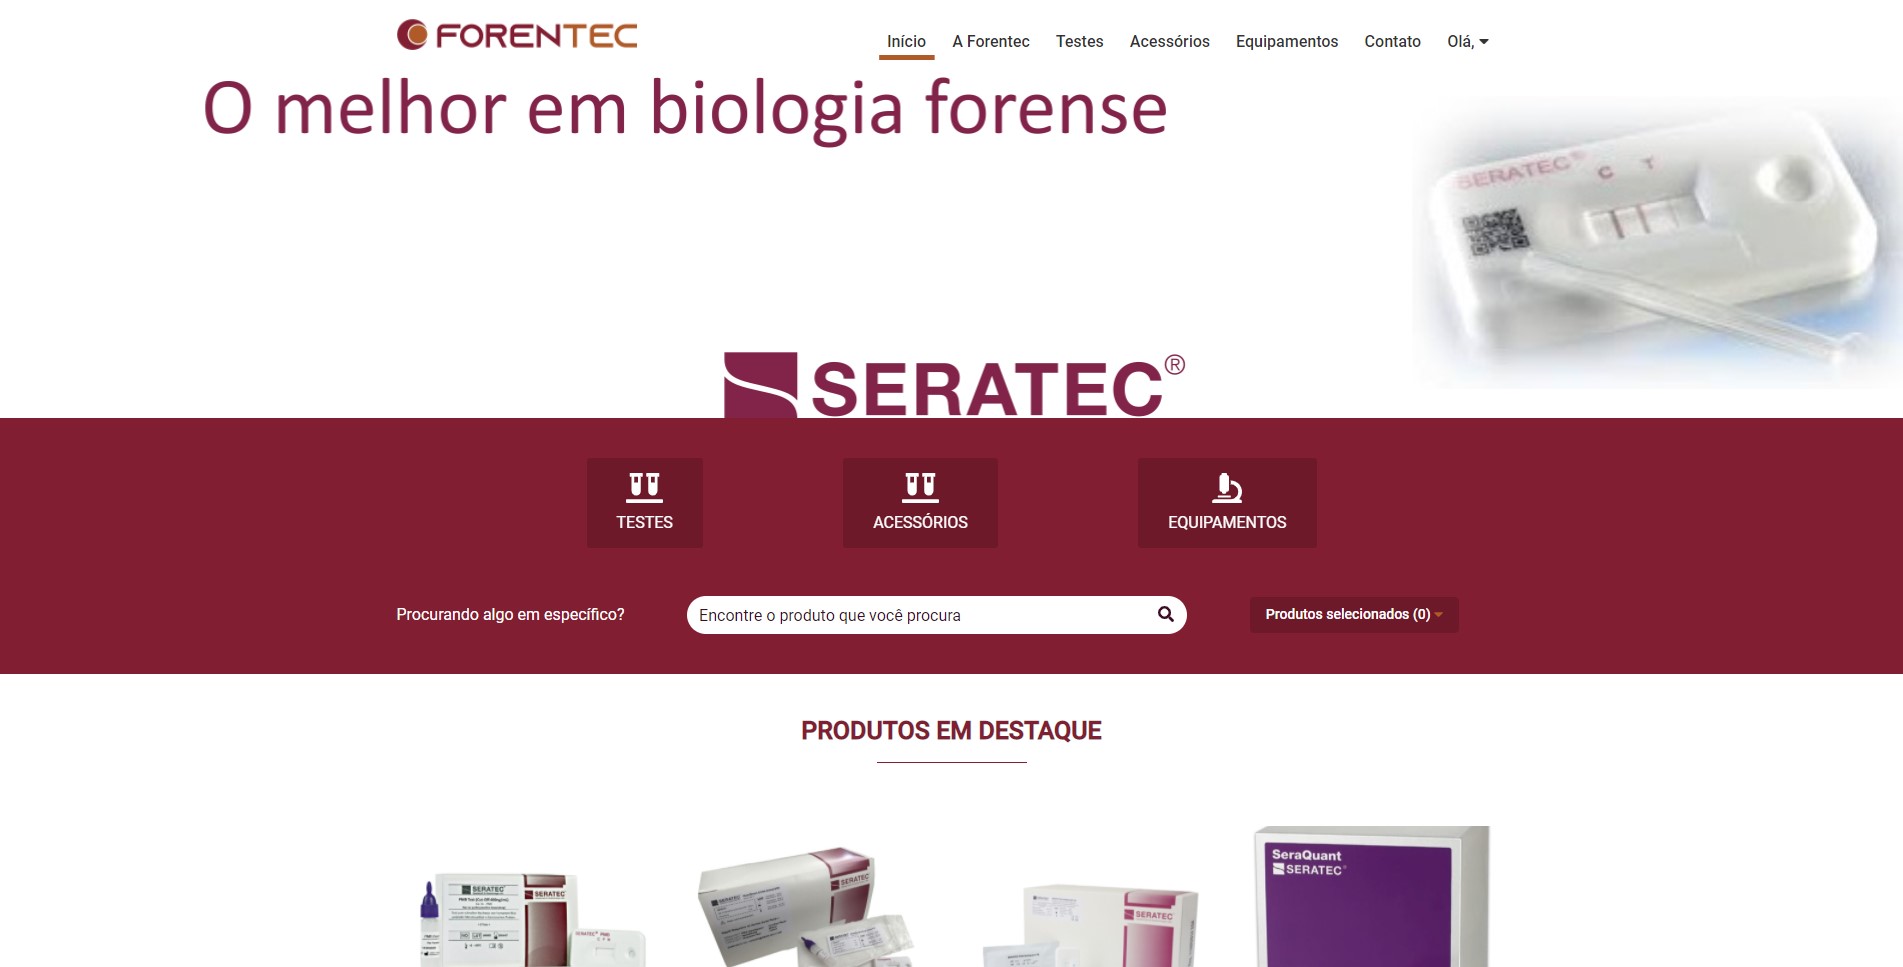 FORENTEC
Início A Forentec Testes Acessórios Equipamentos Contato Olá,
O melhor em biologia forense
SERATEC® C T
SERATEC®
TESTES ACESSÓRIOS EQUIPAMENTOS
Procurando algo em específico? Encontre o produto que você procura Produtos selecionados (0)
PRODUTOS EM DESTAQUE
SeraQuant
SERATEC®
SERATEC
SERATEC
SERATEC
SERATEC
SERATEC PMB